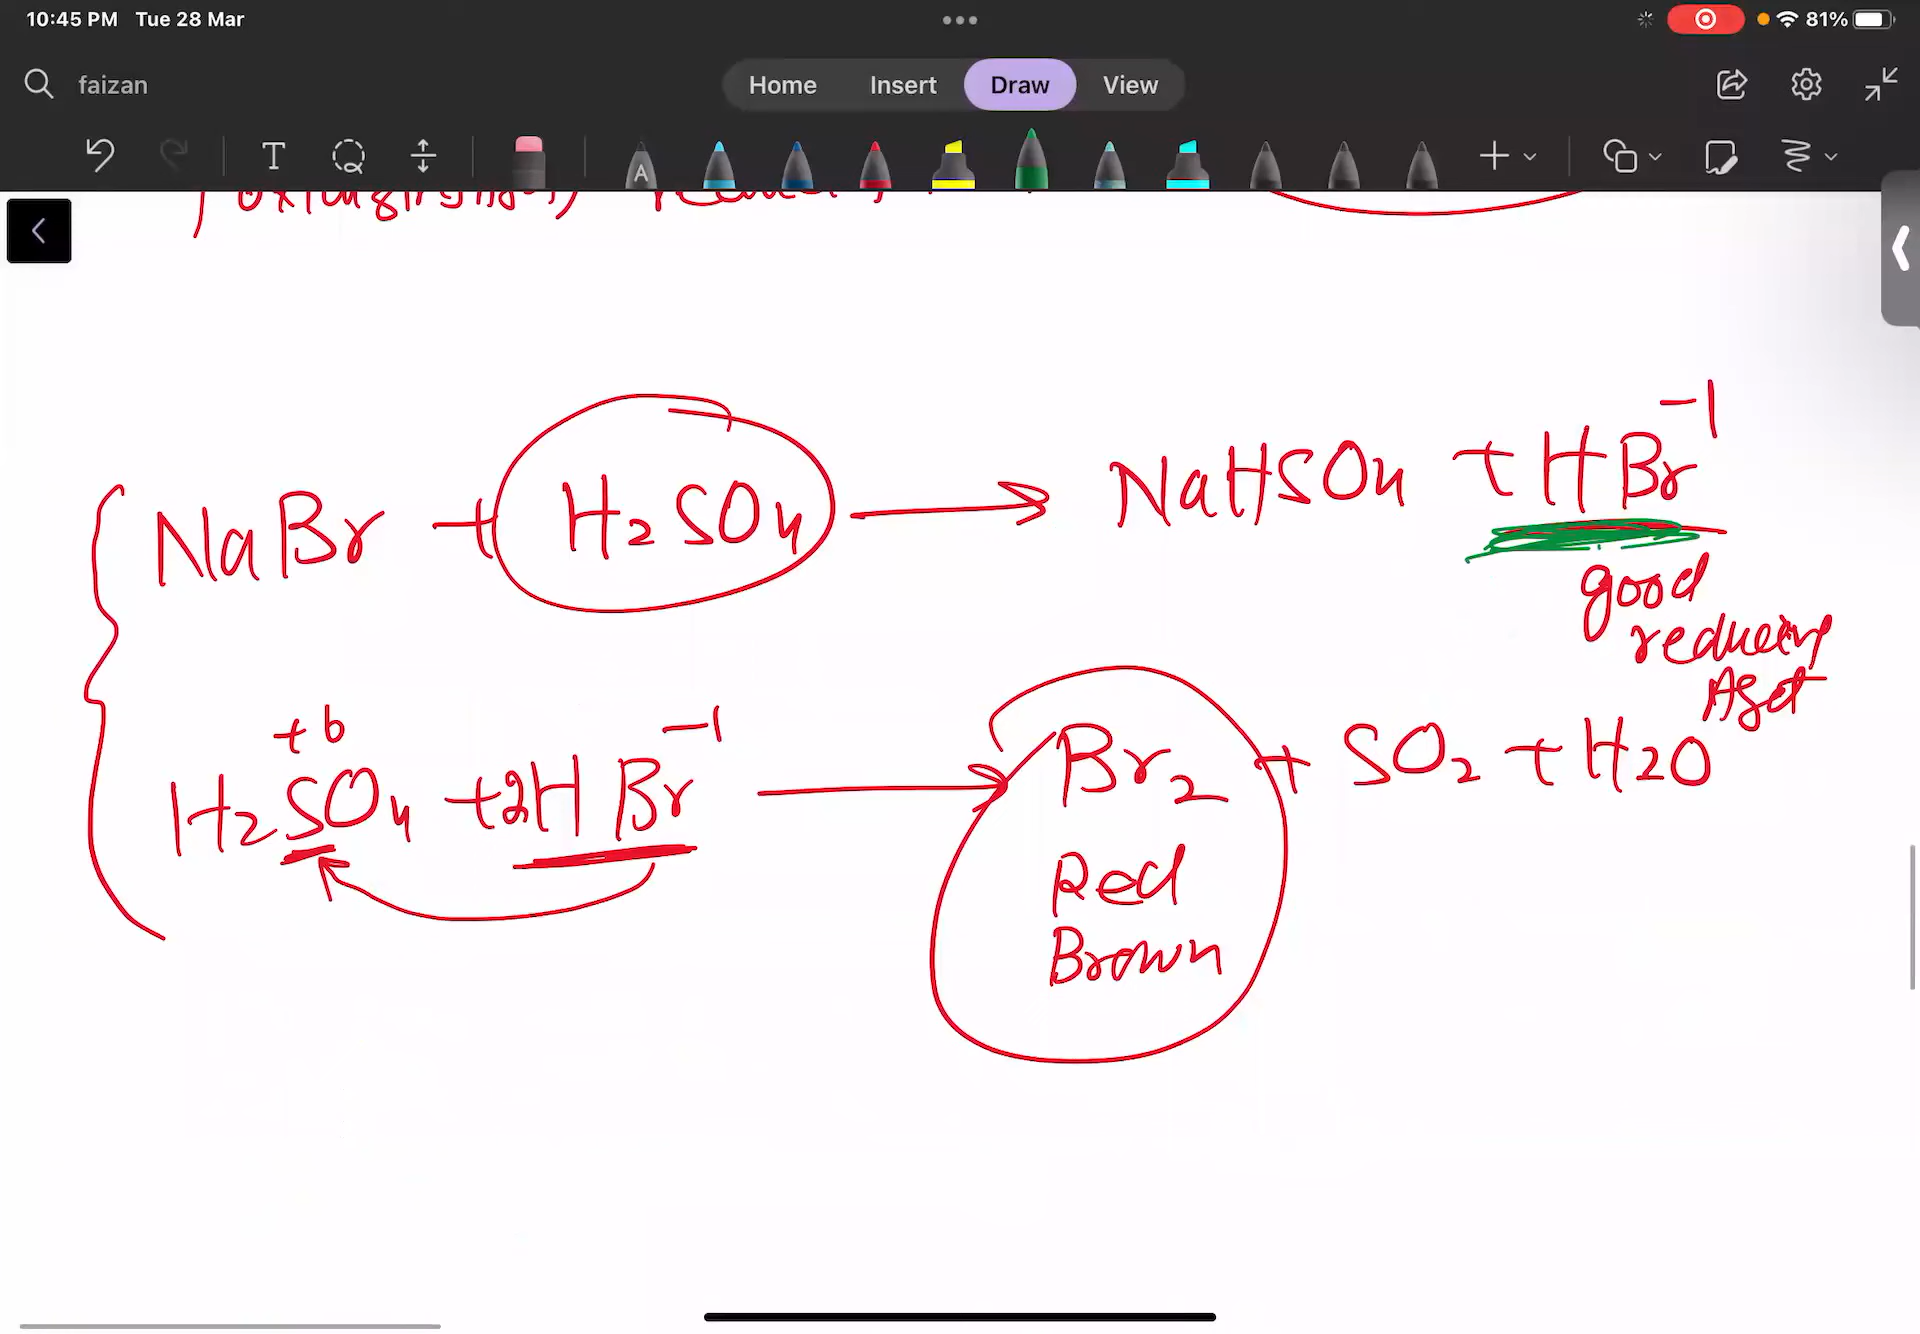 10:45 PM Tue 28 Mar
81%
faizan
Home Insert Draw View
T
A
NaBr + H₂SO₄ → NaHSO₄ + HBr⁻¹
good
reducing
Aget
+6 -1
H₂SO₄ + 2HBr → Br₂ + SO₂ + H₂O
Red
Brown